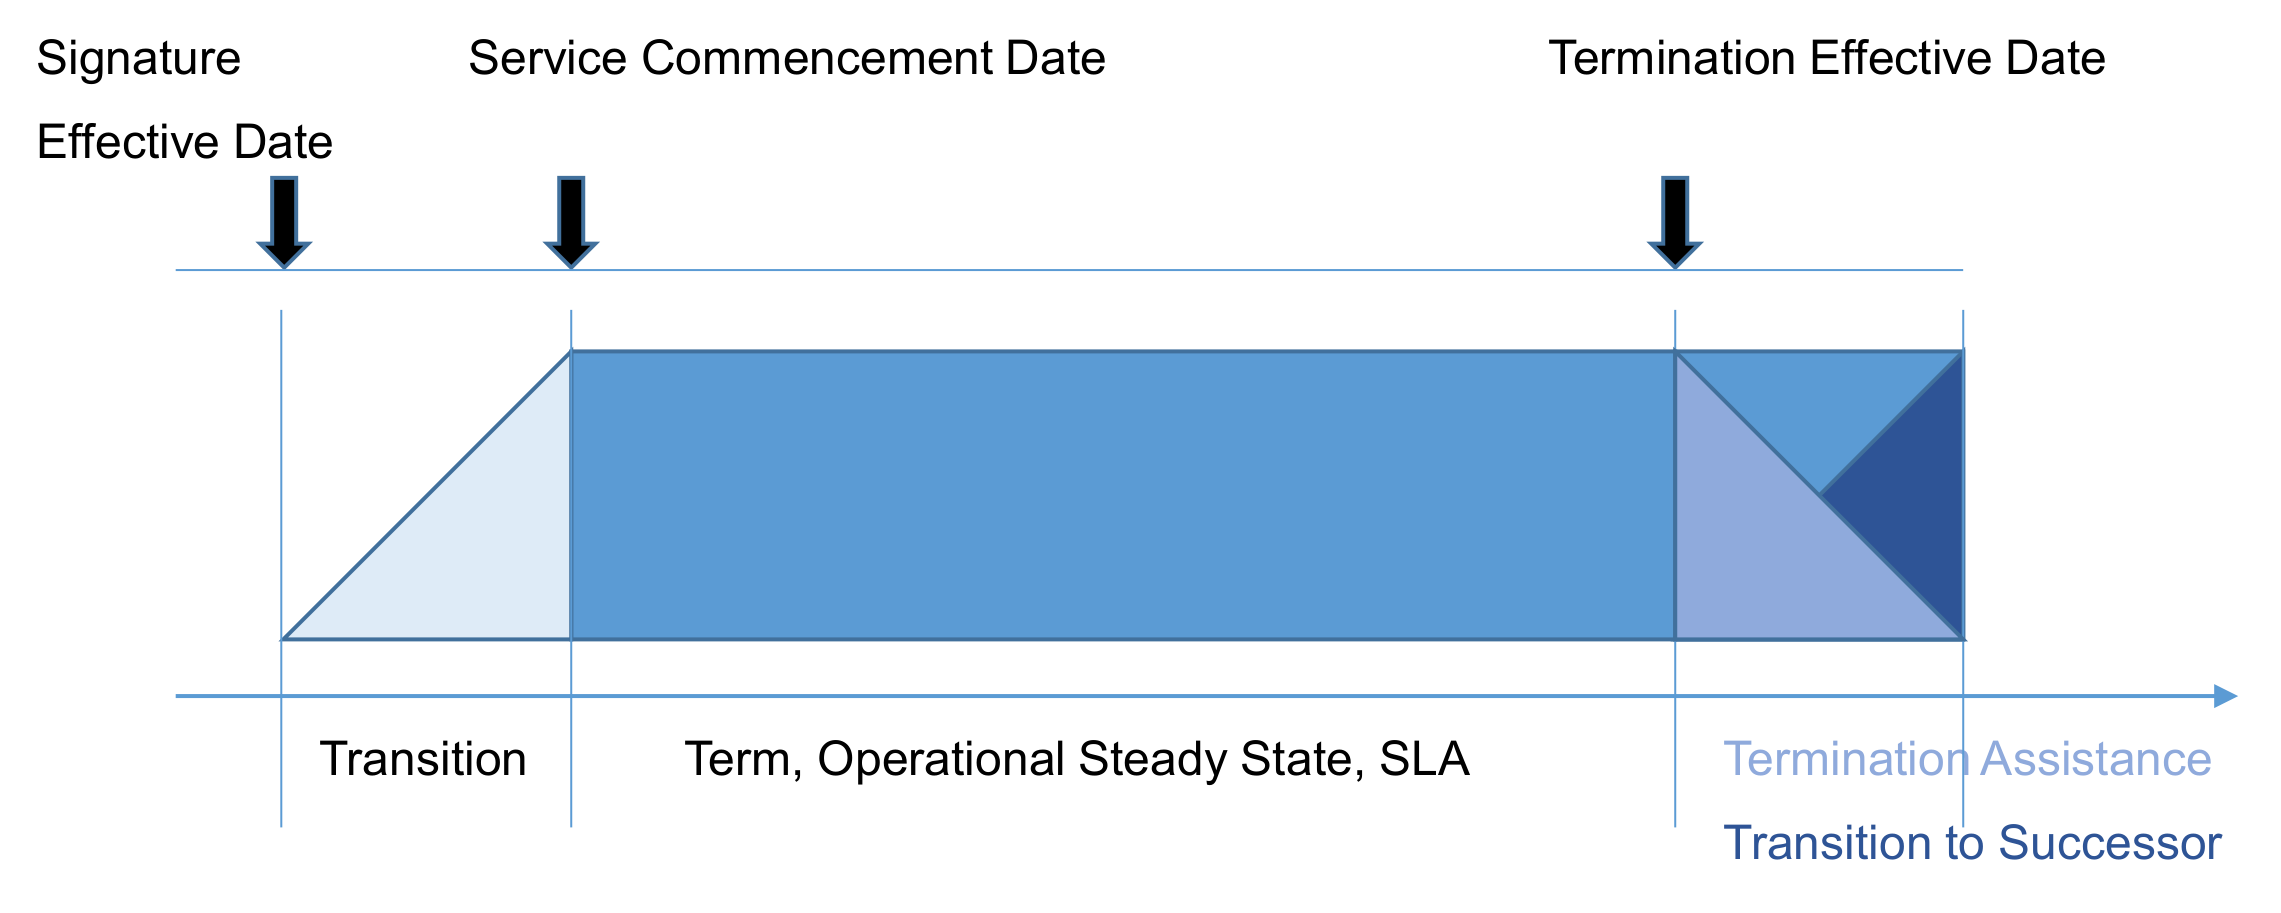 Signature
Effective Date
Service Commencement Date
Termination Effective Date
Transition
Term, Operational Steady State, SLA
Termination Assistance
Transition to Successor